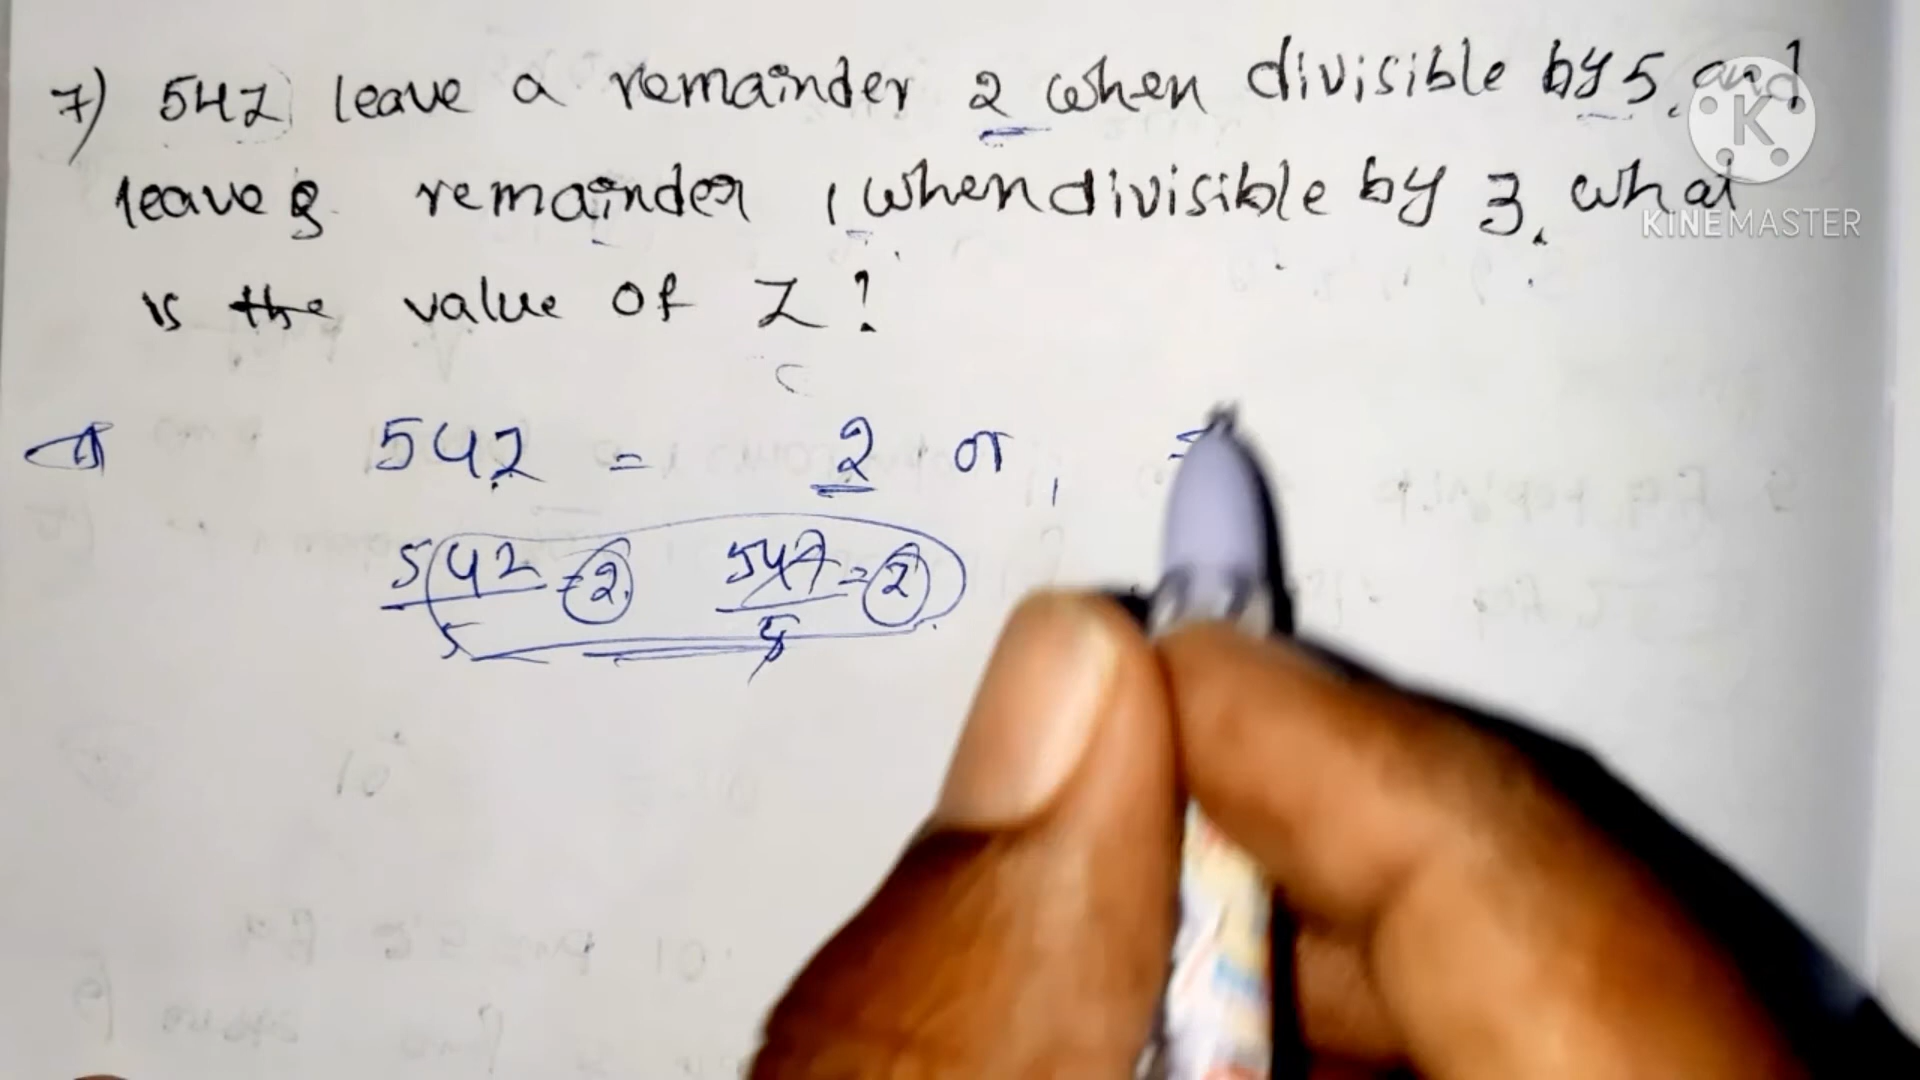 7) 54Z leave a remainder 2 when divisible by 5, and
leaves remainder 1, when divisible by 3, what
is the value of Z?
54Z = 2 or,
542/5 = 2 547/5 = 2
K
KINEMASTER